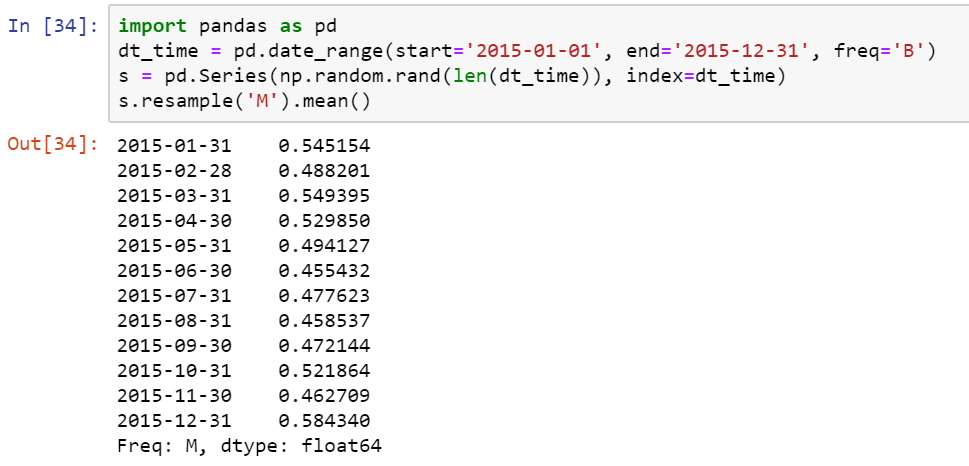 In [34]: import pandas as pd
dt_time = pd.date_range(start='2015-01-01', end='2015-12-31', freq='B')
s = pd.Series(np.random.rand(len(dt_time)), index=dt_time)
s.resample('M').mean()
Out[34]: 2015-01-31    0.545154
2015-02-28    0.488201
2015-03-31    0.549395
2015-04-30    0.529850
2015-05-31    0.494127
2015-06-30    0.455432
2015-07-31    0.477623
2015-08-31    0.458537
2015-09-30    0.472144
2015-10-31    0.521864
2015-11-30    0.462709
2015-12-31    0.584340
Freq: M, dtype: float64